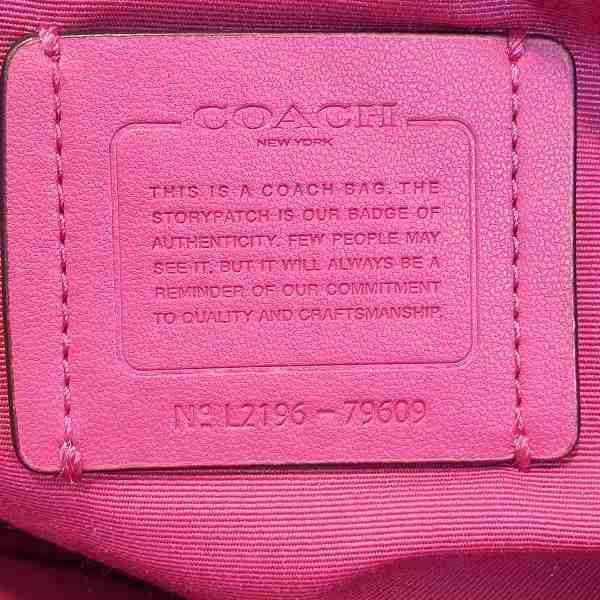 COACH
NEW YORK
THIS IS A COACH BAG. THE
STORYPATCH IS OUR BADGE OF
AUTHENTICITY. FEW PEOPLE MAY
SEE IT. BUT IT WILL ALWAYS BE A
REMINDER OF OUR COMMITMENT
TO QUALITY AND CRAFTSMANSHIP.
Nº L2196-79609